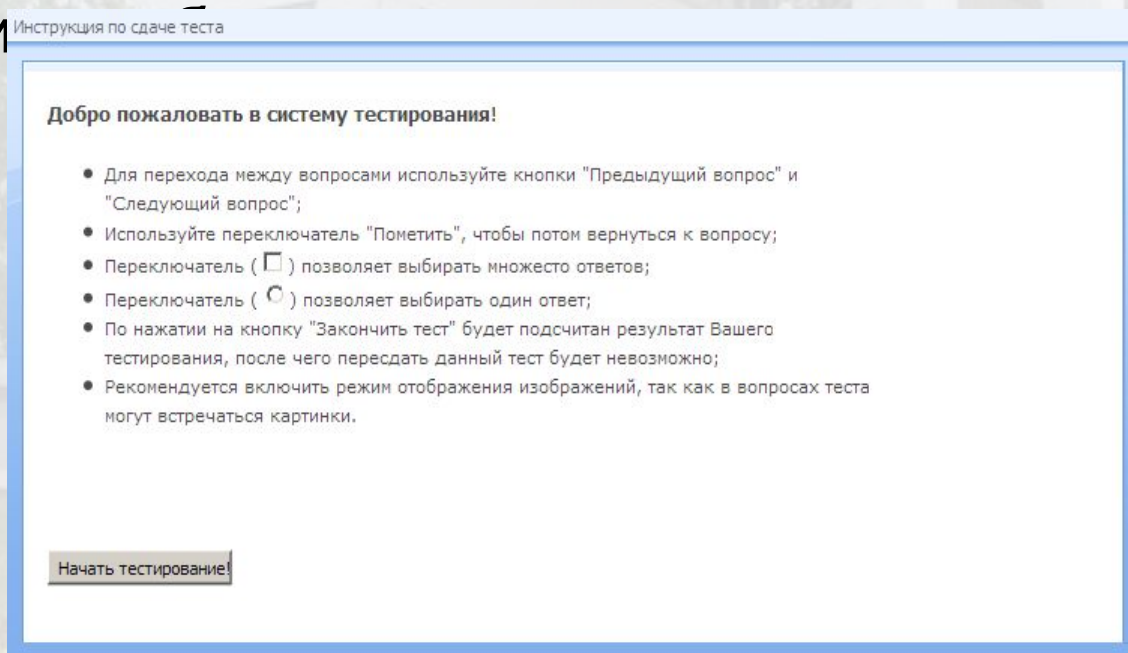 Инструкция по сдаче теста
Добро пожаловать в систему тестирования!
Для перехода между вопросами используйте кнопки "Предыдущий вопрос" и
"Следующий вопрос";
Используйте переключатель "Пометить", чтобы потом вернуться к вопросу;
Переключатель ( ) позволяет выбирать множесто ответов;
Переключатель ( ) позволяет выбирать один ответ;
По нажатии на кнопку "Закончить тест" будет подсчитан результат Вашего
тестирования, после чего пересдать данный тест будет невозможно;
Рекомендуется включить режим отображения изображений, так как в вопросах теста
могут встречаться картинки.
Начать тестирование!